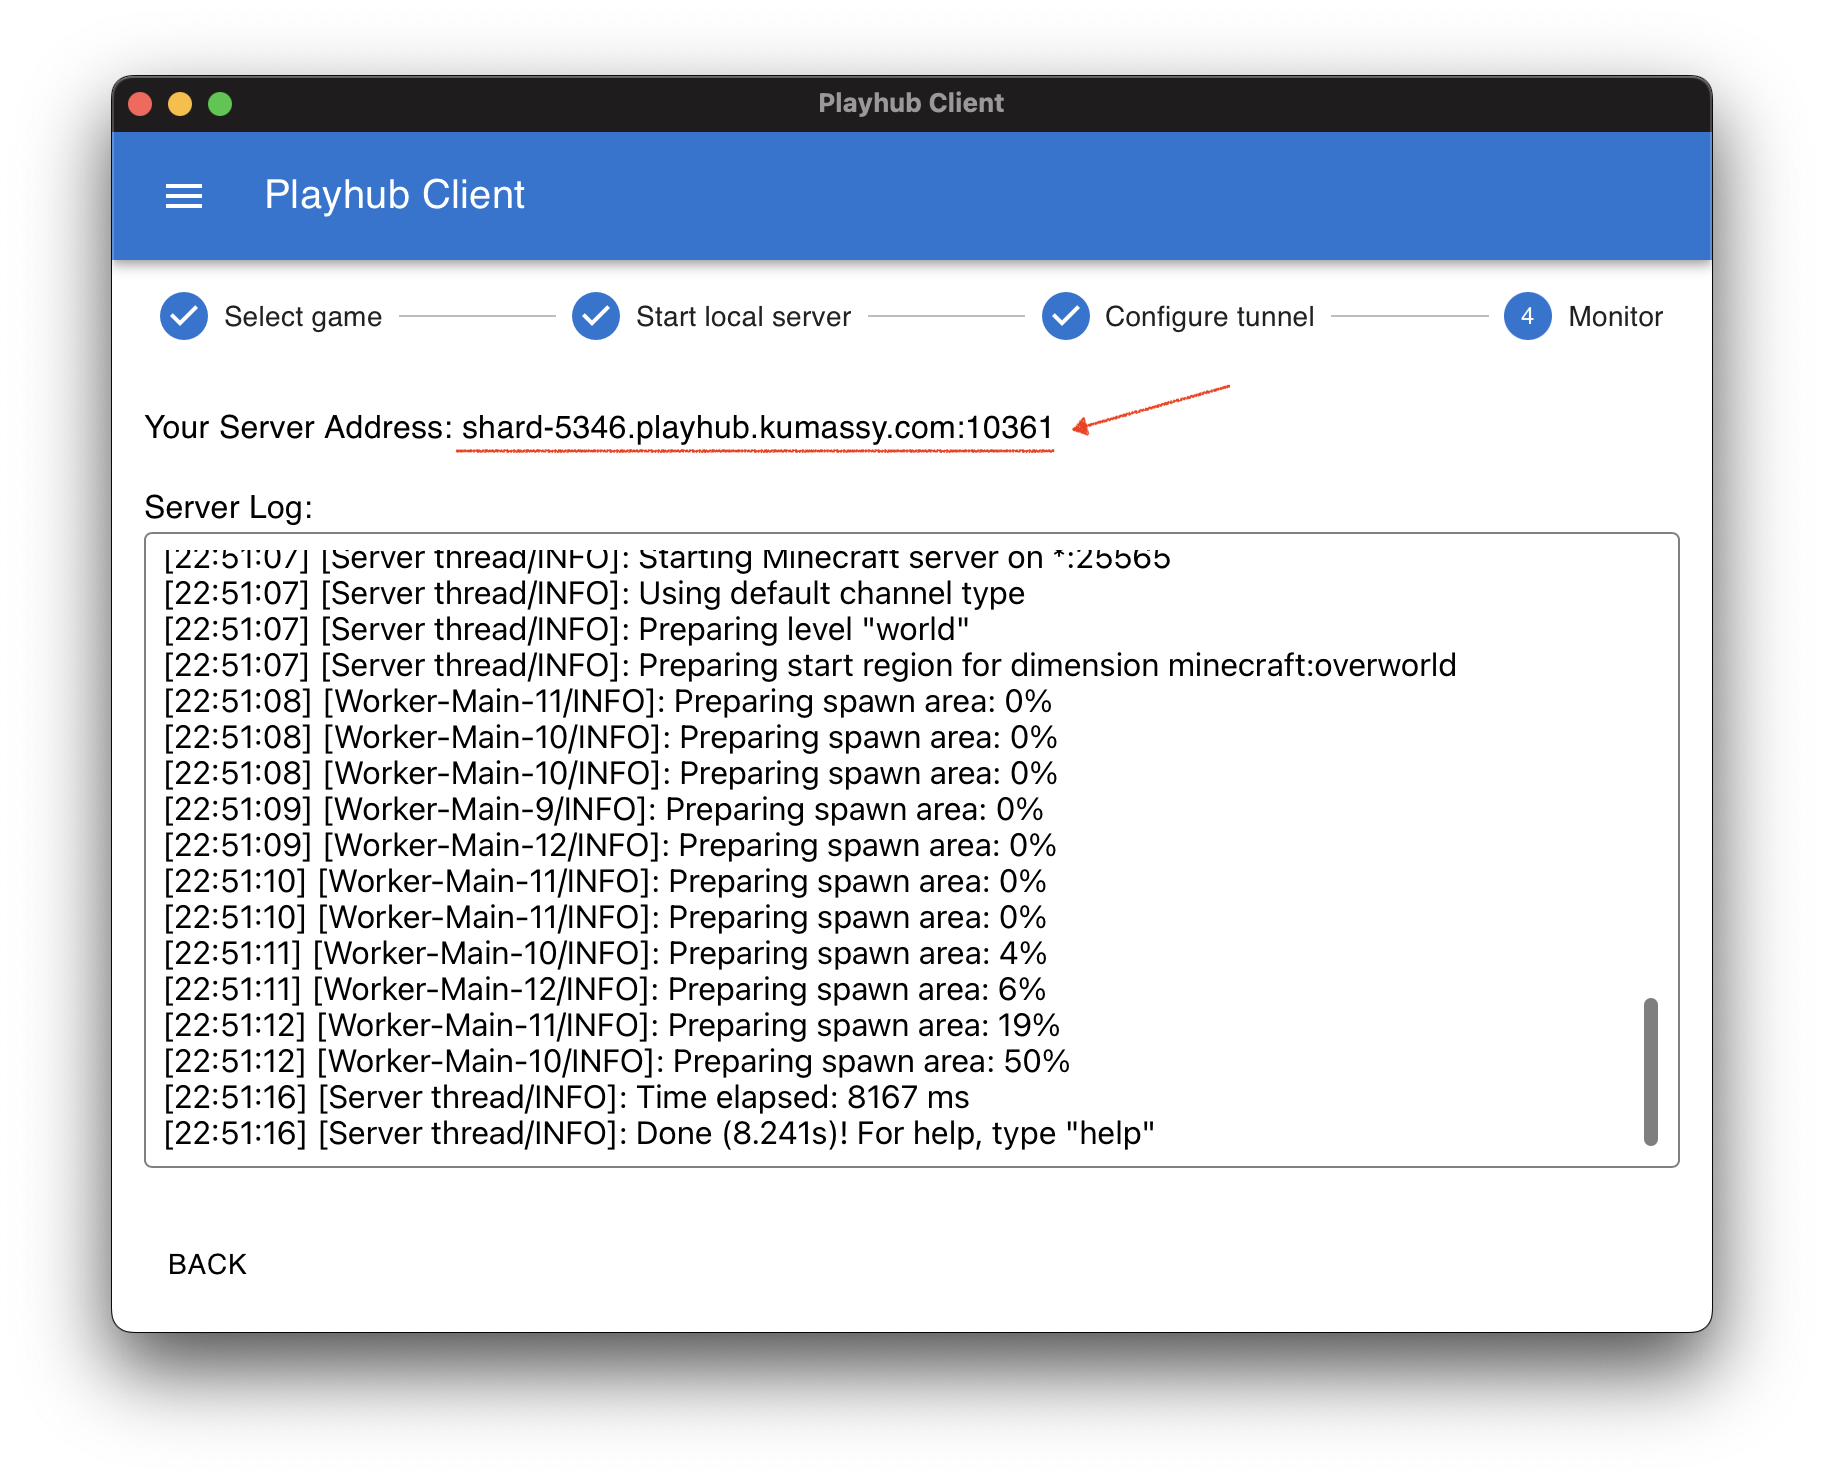 Playhub Client
Playhub Client
Select game
Start local server
Configure tunnel
4 Monitor
Your Server Address: shard-5346.playhub.kumassy.com:10361
Server Log:
[22:51:07] [Server thread/INFO]: Starting Minecraft server on *:25565
[22:51:07] [Server thread/INFO]: Using default channel type
[22:51:07] [Server thread/INFO]: Preparing level "world"
[22:51:07] [Server thread/INFO]: Preparing start region for dimension minecraft:overworld
[22:51:08] [Worker-Main-11/INFO]: Preparing spawn area: 0%
[22:51:08] [Worker-Main-10/INFO]: Preparing spawn area: 0%
[22:51:08] [Worker-Main-10/INFO]: Preparing spawn area: 0%
[22:51:09] [Worker-Main-9/INFO]: Preparing spawn area: 0%
[22:51:09] [Worker-Main-12/INFO]: Preparing spawn area: 0%
[22:51:10] [Worker-Main-11/INFO]: Preparing spawn area: 0%
[22:51:10] [Worker-Main-11/INFO]: Preparing spawn area: 0%
[22:51:11] [Worker-Main-10/INFO]: Preparing spawn area: 4%
[22:51:11] [Worker-Main-12/INFO]: Preparing spawn area: 6%
[22:51:12] [Worker-Main-11/INFO]: Preparing spawn area: 19%
[22:51:12] [Worker-Main-10/INFO]: Preparing spawn area: 50%
[22:51:16] [Server thread/INFO]: Time elapsed: 8167 ms
[22:51:16] [Server thread/INFO]: Done (8.241s)! For help, type "help"
BACK